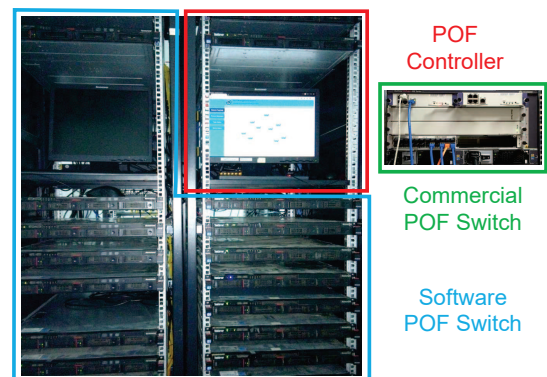 POF
Controller
Commercial
POF Switch
Software
POF Switch